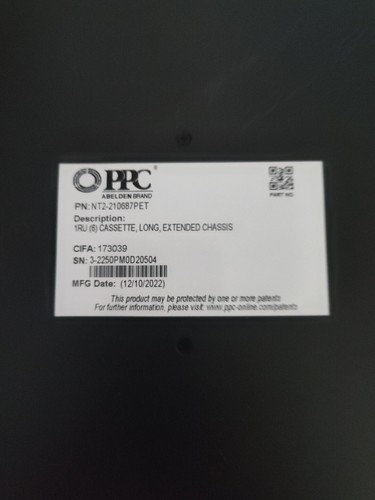 PPC®
A BELDEN BRAND
PART NO.
PN: NT2-210687PET
Description:
1RU (6) CASSETTE, LONG, EXTENDED CHASSIS
CIFA: 173039
SN: 3-2250PM0D20504
MFG Date: (12/10/2022)
This product may be protected by one or more patents
For further information, please visit: www.ppc-online.com/patents